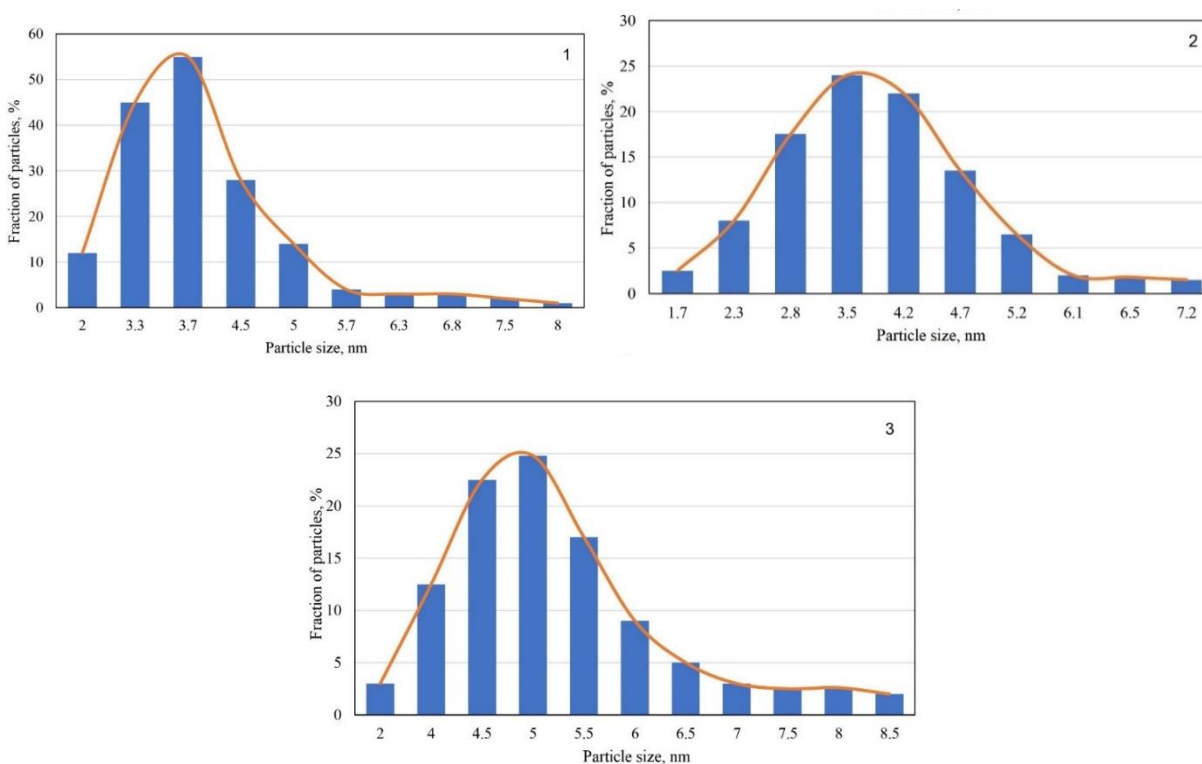 1
Fraction of particles, %
60
50
40
30
20
10
0
2 3.3 3.7 4.5 5 5.7 6.3 6.8 7.5 8
Particle size, nm
2
Fraction of particles, %
30
25
20
15
10
5
0
1.7 2.3 2.8 3.5 4.2 4.7 5.2 6.1 6.5 7.2
Particle size, nm
3
Fraction of particles, %
30
25
20
15
10
5
0
2 4 4.5 5 5.5 6 6.5 7 7.5 8 8.5
Particle size, nm